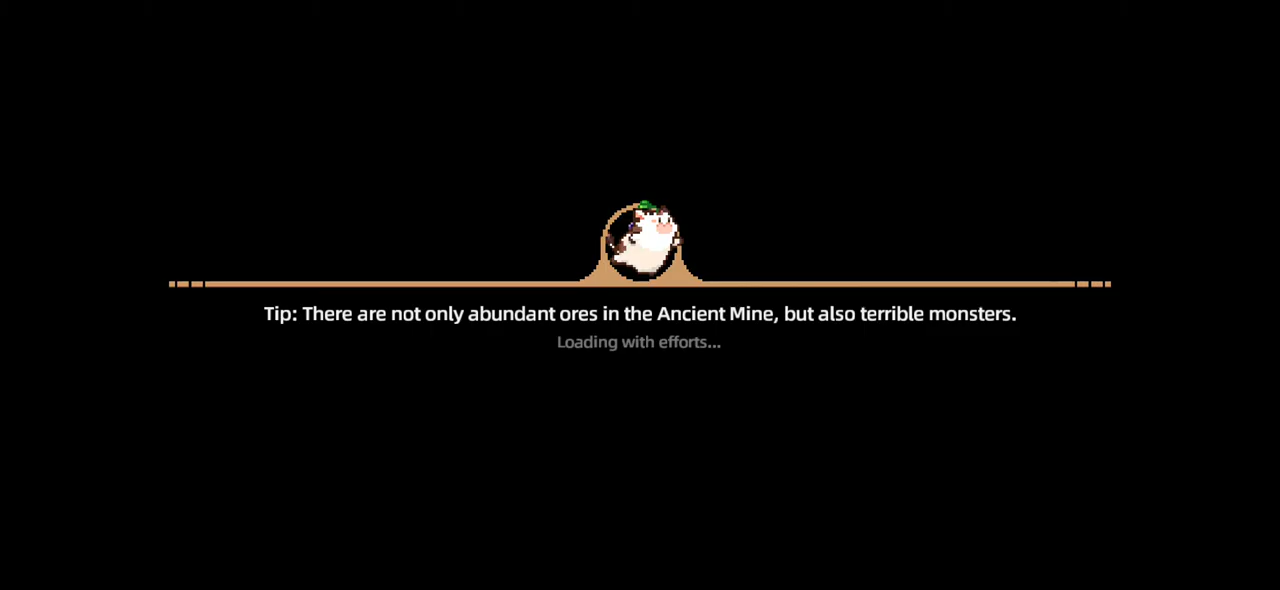 Tip: There are not only abundant ores in the Ancient Mine, but also terrible monsters.
Loading with efforts...